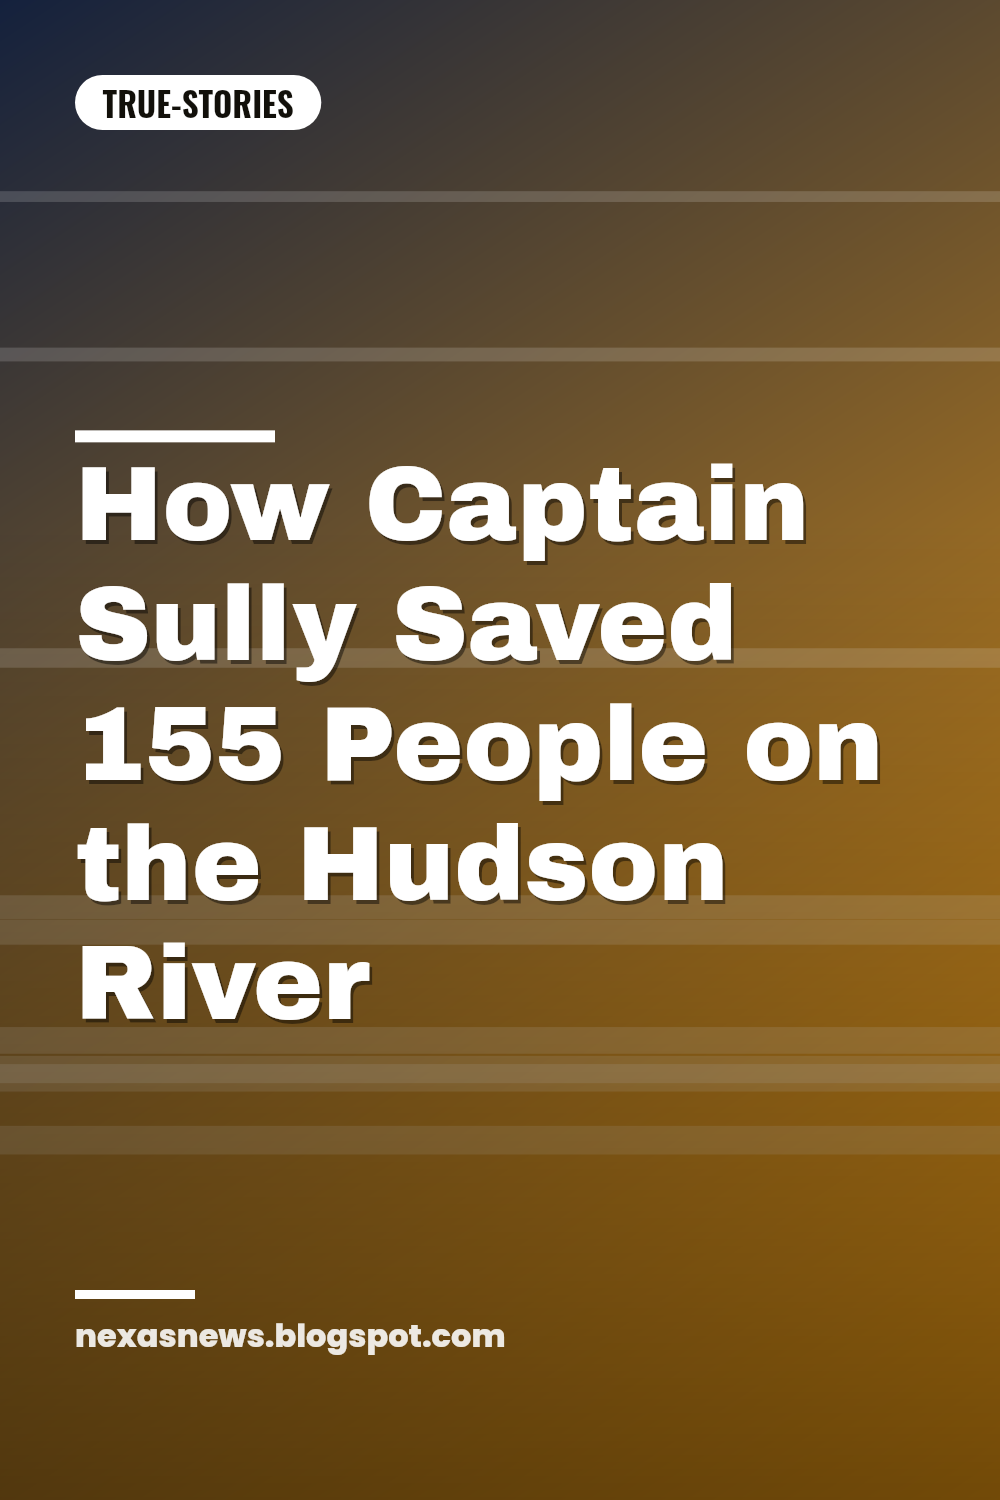 TRUE-STORIES
How Captain
Sully Saved
155 People on
the Hudson
River
nexasnews.blogspot.com